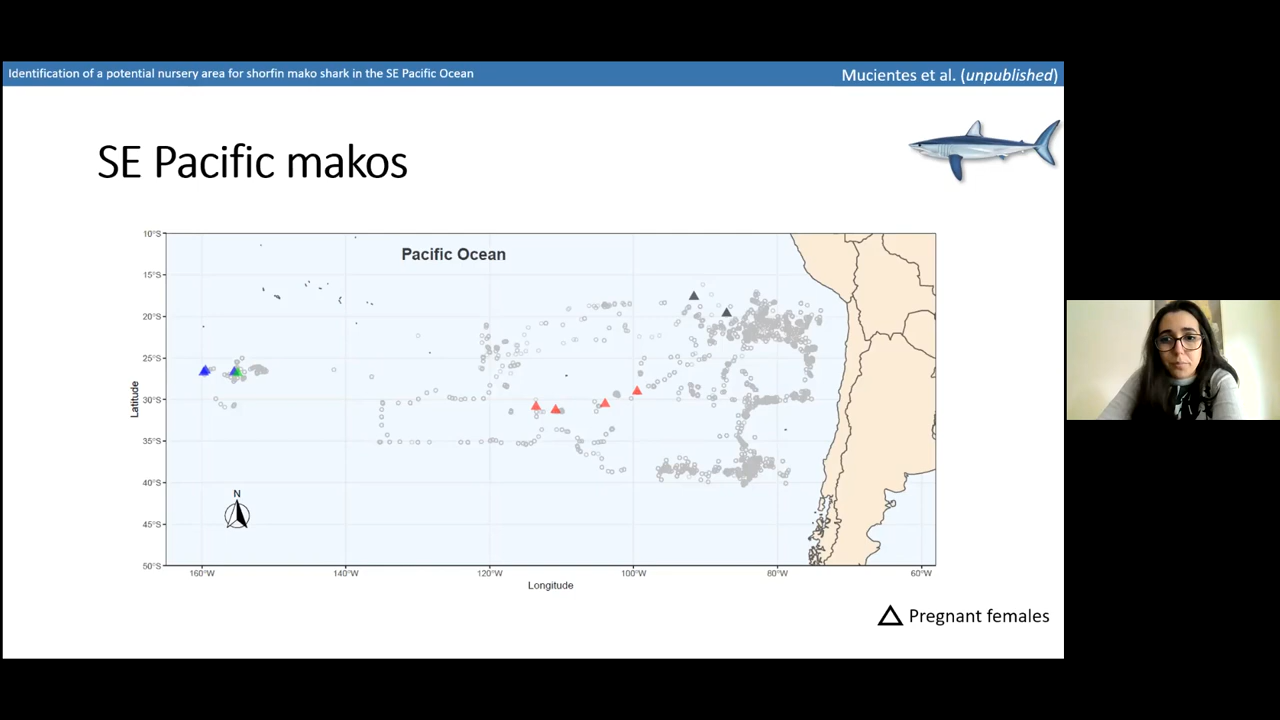 Identification of a potential nursery area for shorfin mako shark in the SE Pacific Ocean
Mucientes et al. (unpublished)
SE Pacific makos
Pacific Ocean
10°S
15°S
20°S
25°S
30°S
35°S
40°S
45°S
50°S
Latitude
N
160°W
140°W
120°W
100°W
80°W
60°W
Longitude
Pregnant females